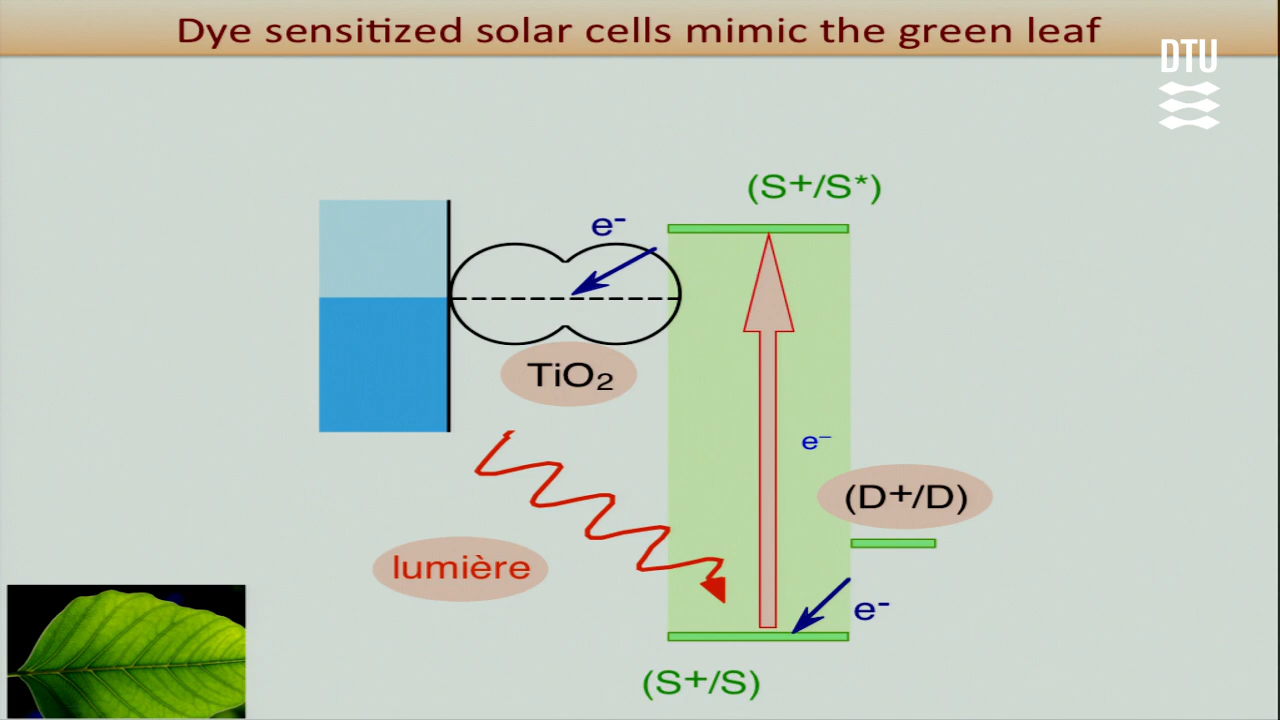 Dye sensitized solar cells mimic the green leaf
DTU
(S+/S*)
e-
TiO2
e–
(D+/D)
lumière
e-
(S+/S)